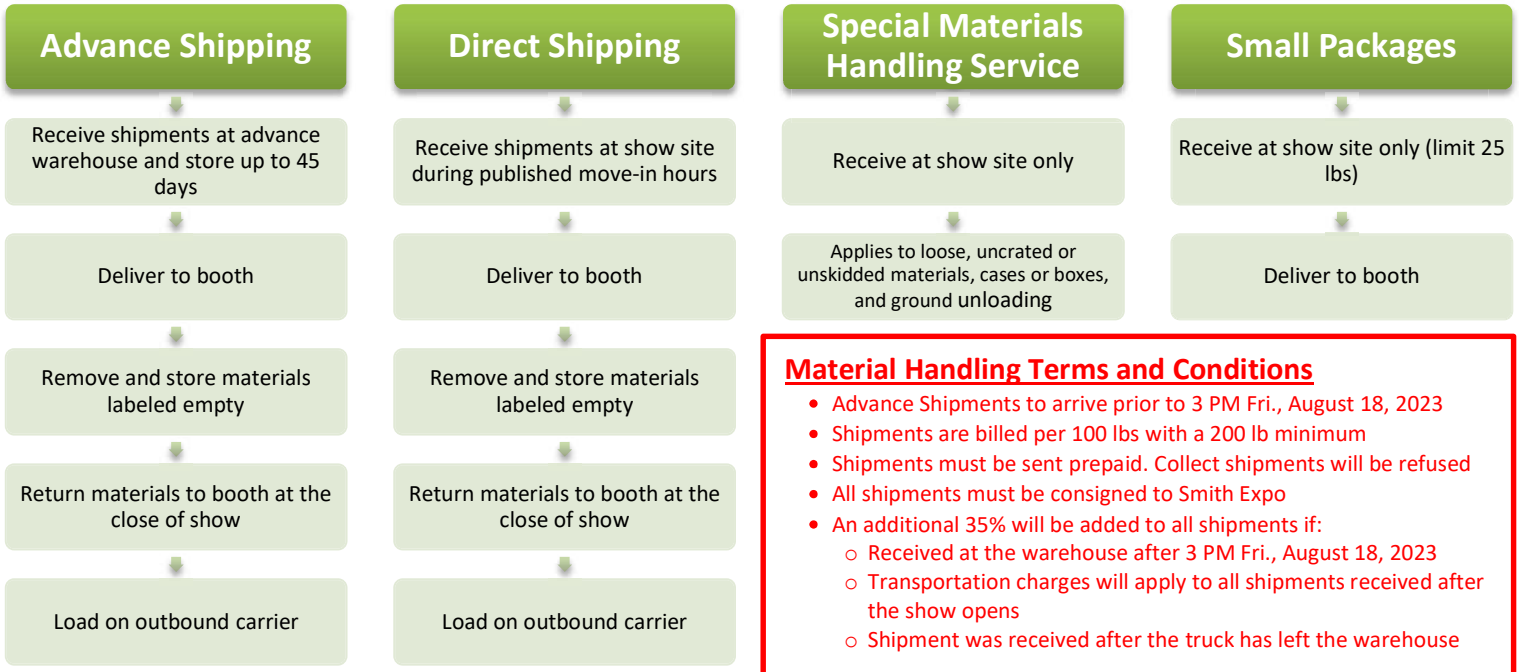 Advance Shipping
Receive shipments at advance
warehouse and store up to 45
days
Deliver to booth
Remove and store materials
labeled empty
Return materials to booth at the
close of show
Load on outbound carrier
Direct Shipping
Receive shipments at show site
during published move-in hours
Deliver to booth
Remove and store materials
labeled empty
Return materials to booth at the
close of show
Load on outbound carrier
Special Materials
Handling Service
Receive at show site only
Applies to loose, uncrated or
unskidded materials, cases or boxes,
and ground unloading
Small Packages
Receive at show site only (limit 25
lbs)
Deliver to booth
Material Handling Terms and Conditions
• Advance Shipments to arrive prior to 3 PM Fri., August 18, 2023
• Shipments are billed per 100 lbs with a 200 lb minimum
• Shipments must be sent prepaid. Collect shipments will be refused
• All shipments must be consigned to Smith Expo
• An additional 35% will be added to all shipments if:
o Received at the warehouse after 3 PM Fri., August 18, 2023
o Transportation charges will apply to all shipments received after
the show opens
o Shipment was received after the truck has left the warehouse